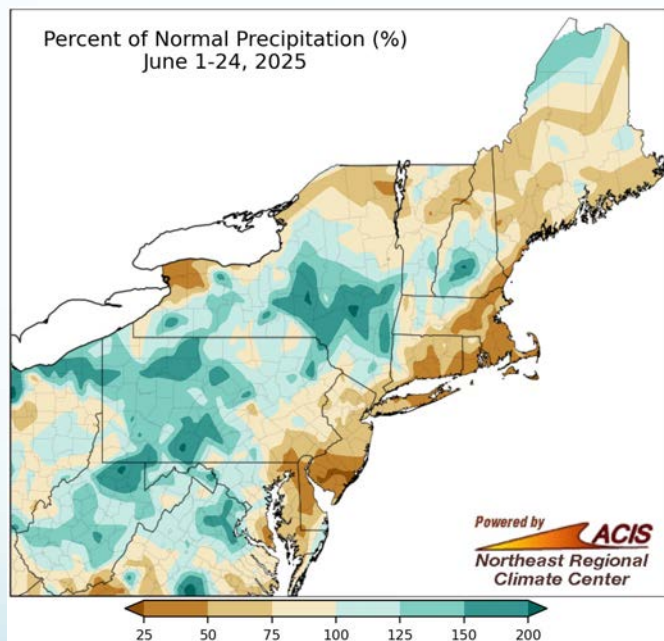 Percent of Normal Precipitation (%)
June 1-24, 2025
Powered by
ACIS
Northeast Regional
Climate Center
25 50 75 100 125 150 200